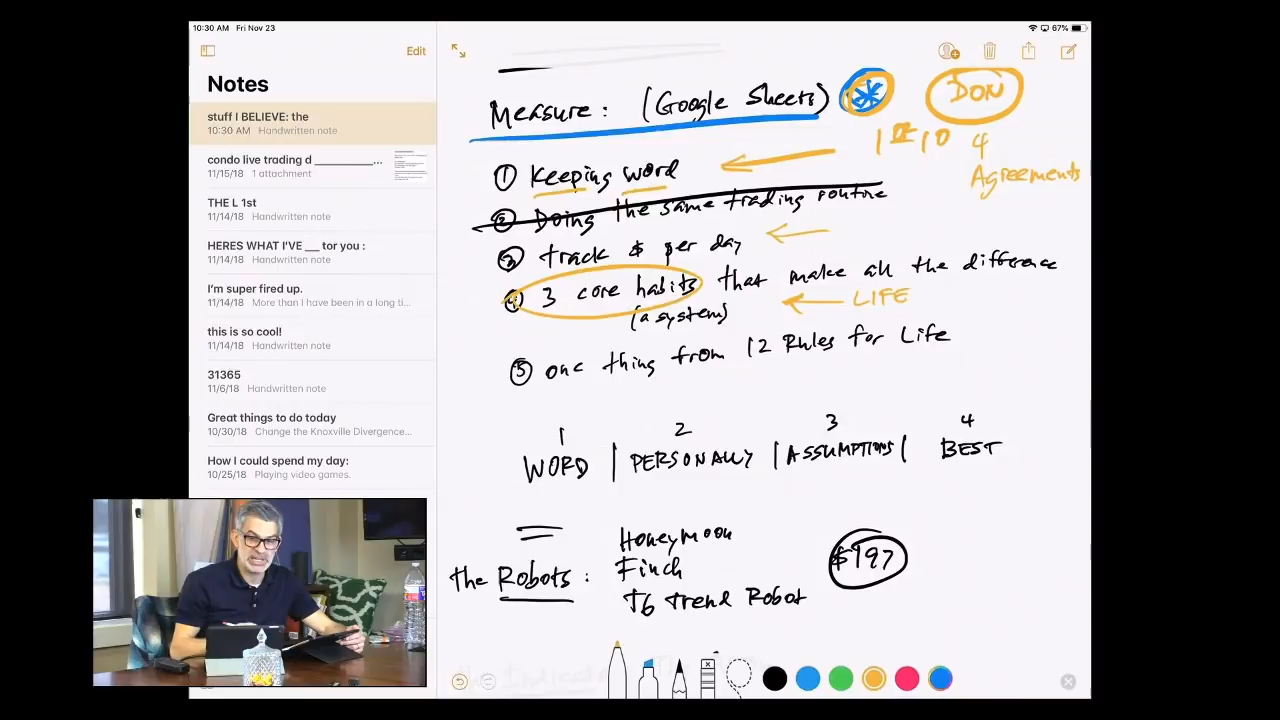 10:30 AM Fri Nov 23
67%
Edit
Notes
stuff I BELIEVE: the
10:30 AM Handwritten note
condo live trading d __________...
11/15/18 1 attachment
THE L 1st
11/14/18 Handwritten note
HERES WHAT I'VE ___ tor you :
11/14/18 Handwritten note
I'm super fired up.
11/14/18 More than I have been in a long ti...
this is so cool!
11/14/18 Handwritten note
31365
11/6/18 Handwritten note
Great things to do today
10/30/18 Change the Knoxville Divergence...
How I could spend my day:
10/25/18 Playing video games.
Measure: (Google Sheets) * DON
1 or 10 4
Agreements
① Keeping word
② Doing the same trading routine
③ track $ per day
④ 3 core habits that make all the difference
(a system) LIFE
⑤ one thing from 12 Rules for Life
1 2 3 4
WORD | PERSONALLY | ASSUMPTIONS | BEST
the Robots: Honeymoon
Finch $197
T6 Trend Robot